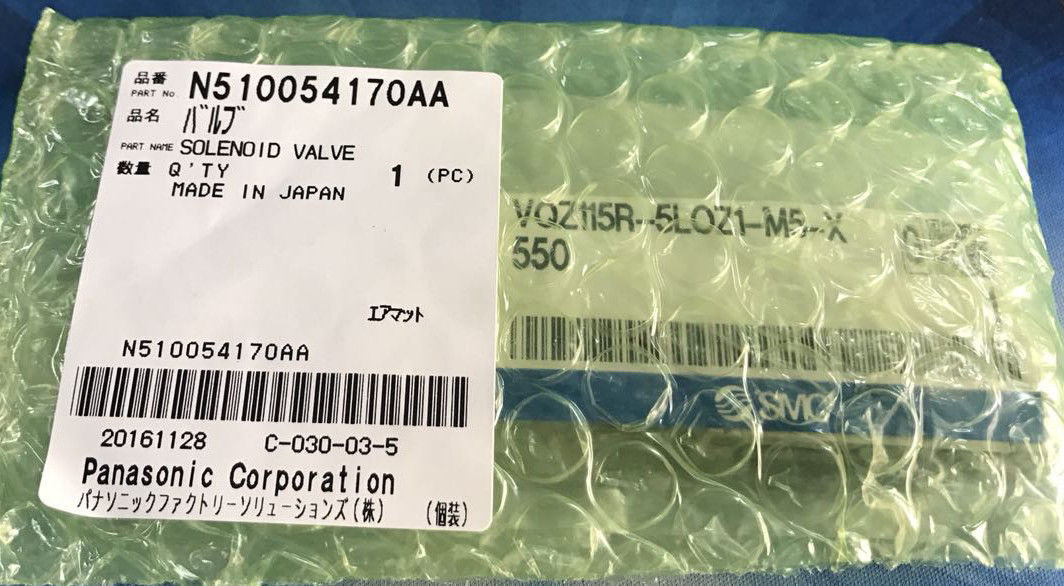 品番
PART No. N510054170AA
品名 バルブ
PART NAME SOLENOID VALVE
数量 Q'TY 1 (PC)
MADE IN JAPAN
エアマット
N510054170AA
20161128 C-030-03-5
Panasonic Corporation
パナソニックファクトリーソリューションズ(株) (個装)
VQZ115R-5LOZ1-M5-X
550
SMC